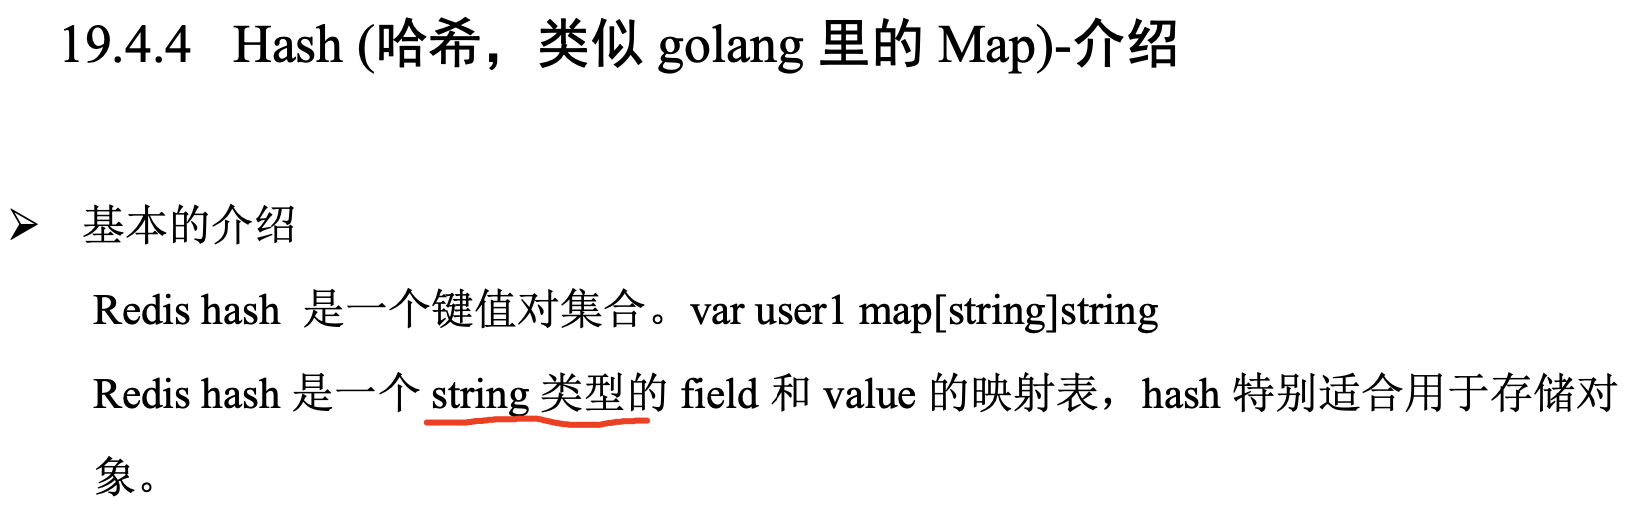 19.4.4 Hash (哈希，类似 golang 里的 Map)-介绍
➢ 基本的介绍
Redis hash 是一个键值对集合。var user1 map[string]string
Redis hash 是一个 string 类型的 field 和 value 的映射表，hash 特别适合用于存储对
象。